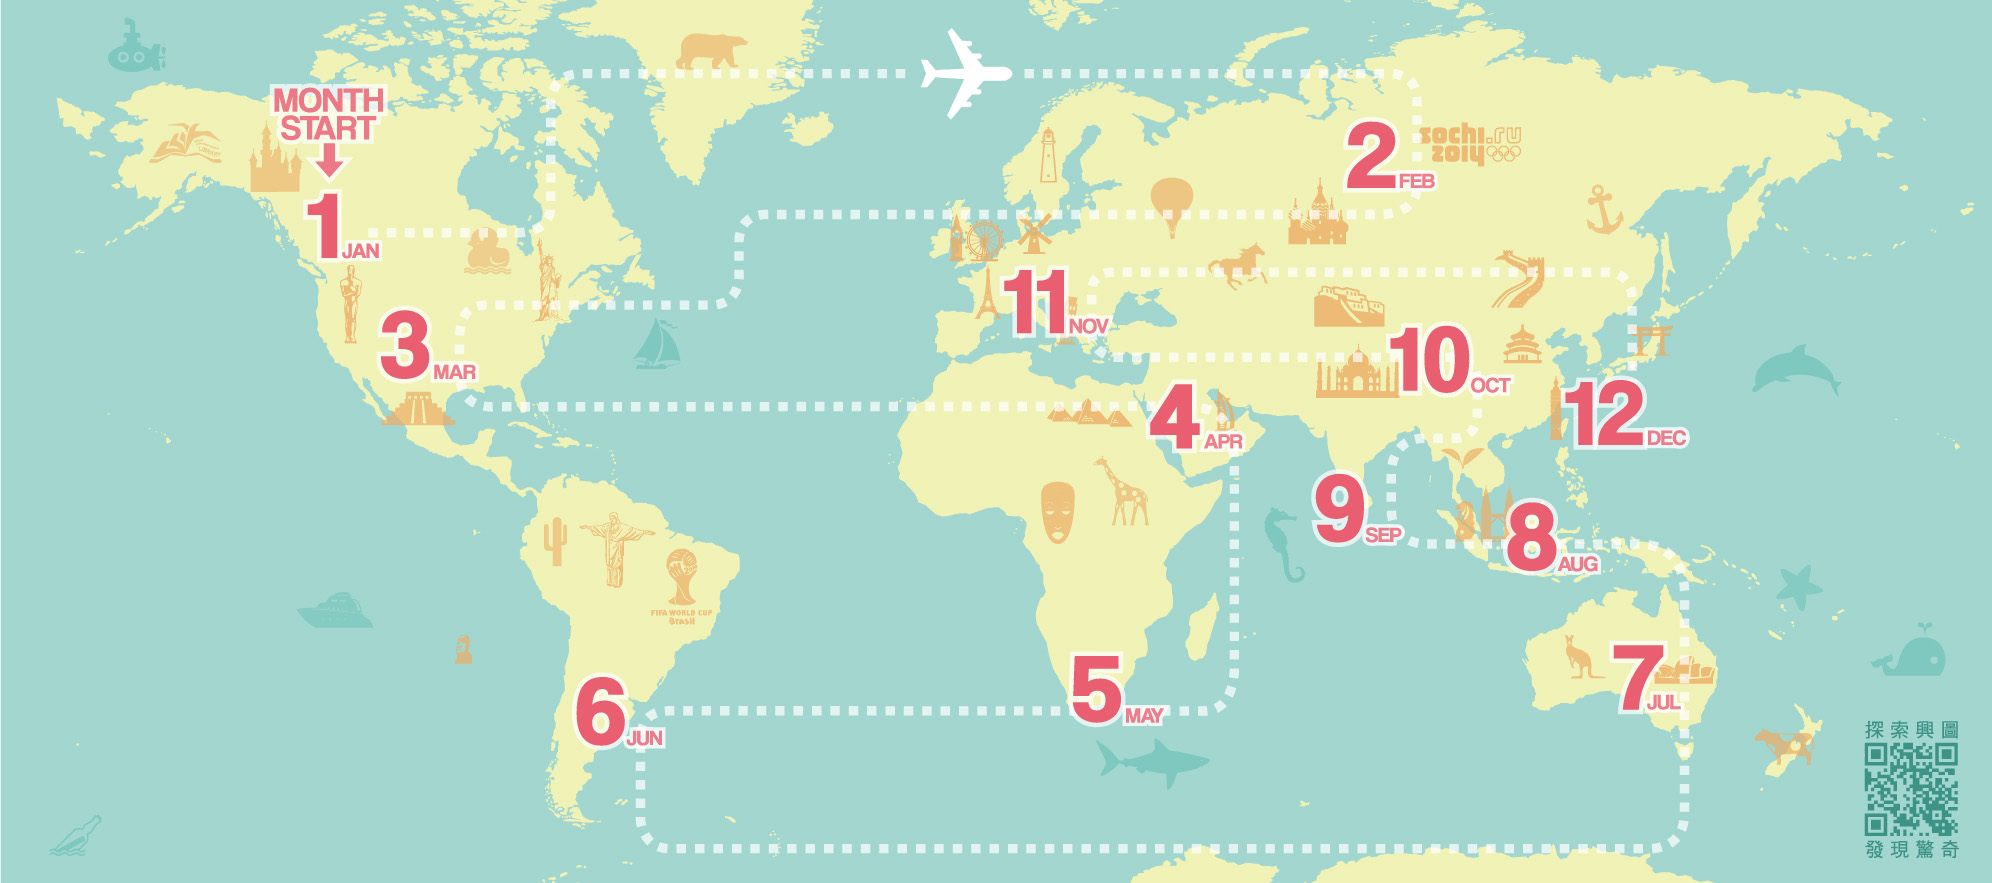 MONTH
START
1 JAN
LIBRARY
sochi.ru
2014
2 FEB
3 MAR
4 APR
5 MAY
6 JUN
7 JUL
8 AUG
9 SEP
10 OCT
11 NOV
12 DEC
FIFA WORLD CUP
Brasil
探索興圖
發現驚奇